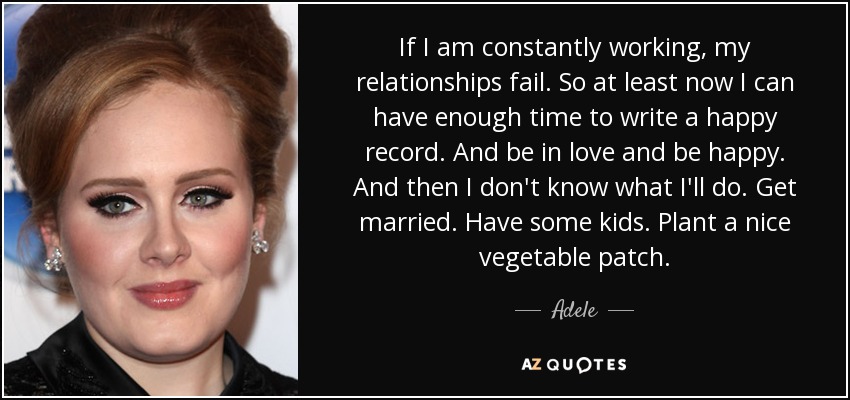 If I am constantly working, my
relationships fail. So at least now I can
have enough time to write a happy
record. And be in love and be happy.
And then I don't know what I'll do. Get
married. Have some kids. Plant a nice
vegetable patch.
Adele
AZ QUOTES